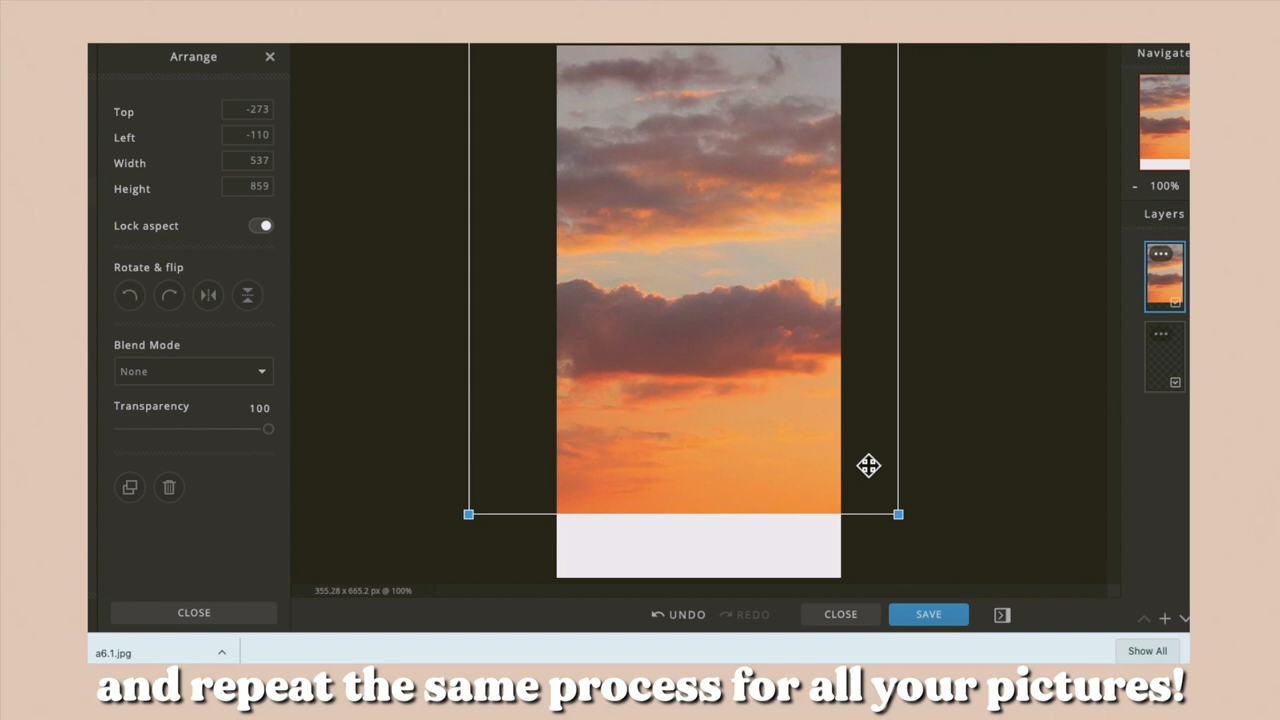 Arrange
Top -273
Left -110
Width 537
Height 859
Lock aspect
Rotate & flip
Blend Mode
None
Transparency 100
CLOSE
355.28 x 665.2 px @ 100%
UNDO REDO CLOSE SAVE
Navigate
- 100%
Layers
a6.1.jpg
Show All
and repeat the same process for all your pictures!